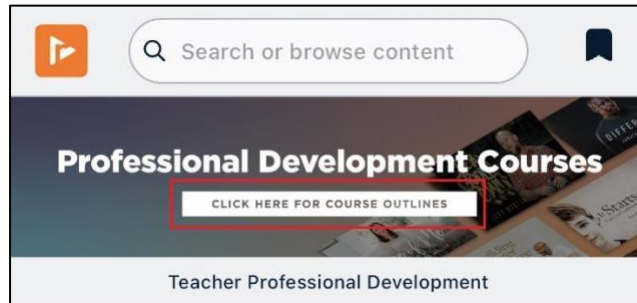 Search or browse content
Professional Development Courses
CLICK HERE FOR COURSE OUTLINES
Teacher Professional Development